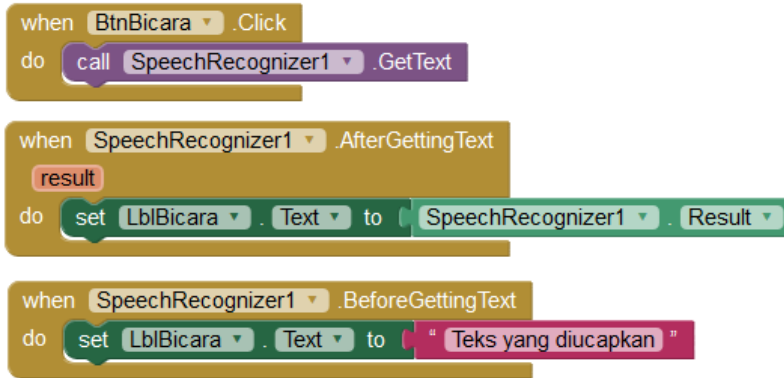 when BtnBicara .Click
do call SpeechRecognizer1 .GetText
when SpeechRecognizer1 .AfterGettingText
result
do set LblBicara . Text to SpeechRecognizer1 . Result
when SpeechRecognizer1 .BeforeGettingText
do set LblBicara . Text to “ Teks yang diucapkan ”